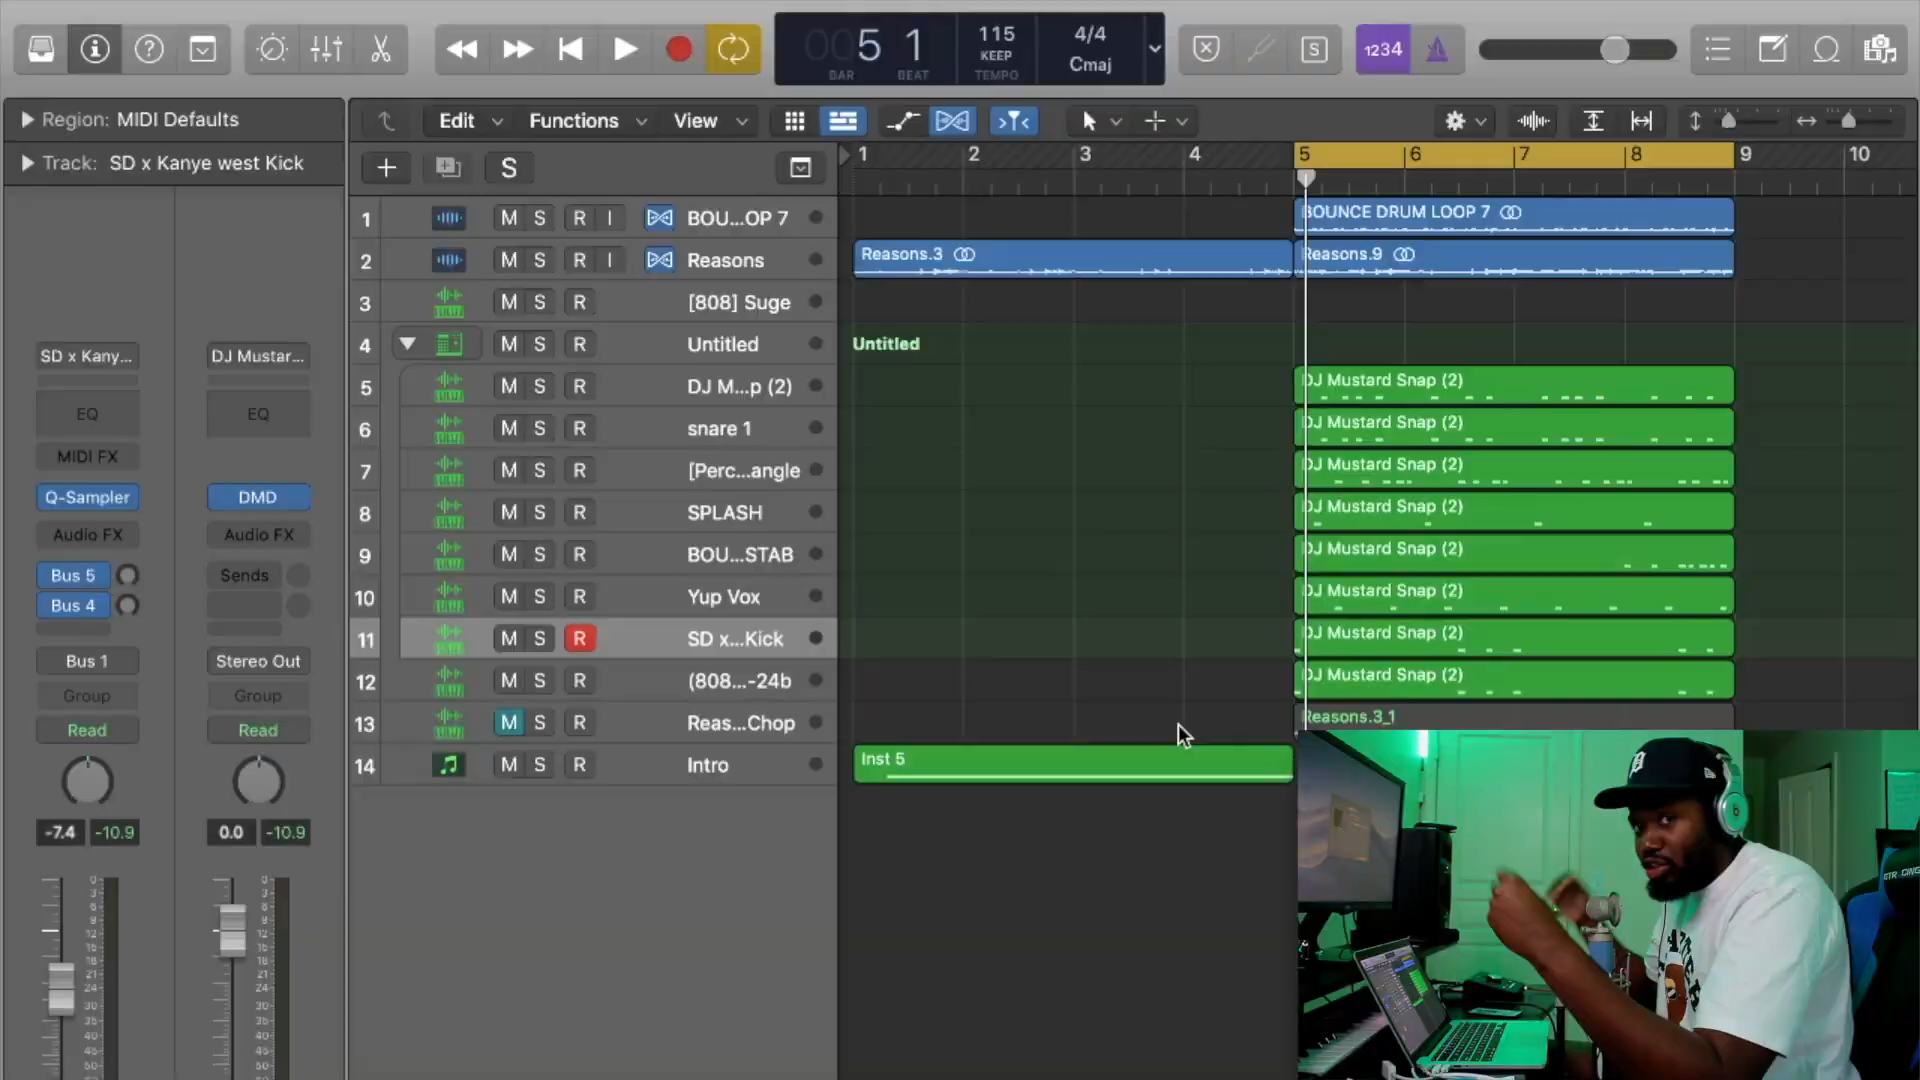 005 1
BAR BEAT
115
KEEP
TEMPO
4/4
Cmaj
S
1234
Region: MIDI Defaults
Track: SD x Kanye west Kick
Edit Functions View
S
1 2 3 4 5 6 7 8 9 10
1 M S R I BOU...OP 7
BOUNCE DRUM LOOP 7
2 M S R I Reasons
Reasons.3
Reasons.9
3 M S R [808] Suge
4 M S R Untitled
Untitled
5 M S R DJ M...p (2)
DJ Mustard Snap (2)
6 M S R snare 1
DJ Mustard Snap (2)
7 M S R [Perc...angle
DJ Mustard Snap (2)
8 M S R SPLASH
DJ Mustard Snap (2)
9 M S R BOU...STAB
DJ Mustard Snap (2)
10 M S R Yup Vox
DJ Mustard Snap (2)
11 M S R SD x...Kick
DJ Mustard Snap (2)
12 M S R (808...-24b
DJ Mustard Snap (2)
13 M S R Reas...Chop
Reasons.3_1
14 M S R Intro
Inst 5
SD x Kany... DJ Mustar...
EQ EQ
MIDI FX
Q-Sampler DMD
Audio FX Audio FX
Bus 5 Sends
Bus 4
Bus 1 Stereo Out
Group Group
Read Read
-7.4 -10.9 0.0 -10.9